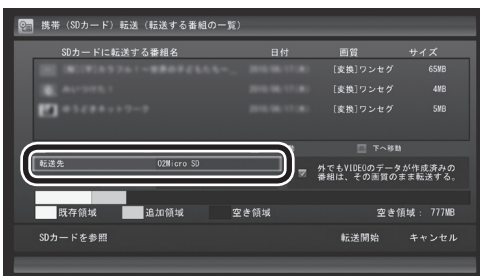 携帯（SDカード）転送（転送する番組の一覧）
SDカードに転送する番組名 日付 画質 サイズ
[変換]ワンセグ 65MB
[変換]ワンセグ 4MB
[変換]ワンセグ 5MB
下へ移動
転送先 O2Micro SD
外でもVIDEOのデータが作成済みの
番組は、その画質のまま転送する。
既存領域 追加領域 空き領域 空き領域： 777MB
SDカードを参照 転送開始 キャンセル